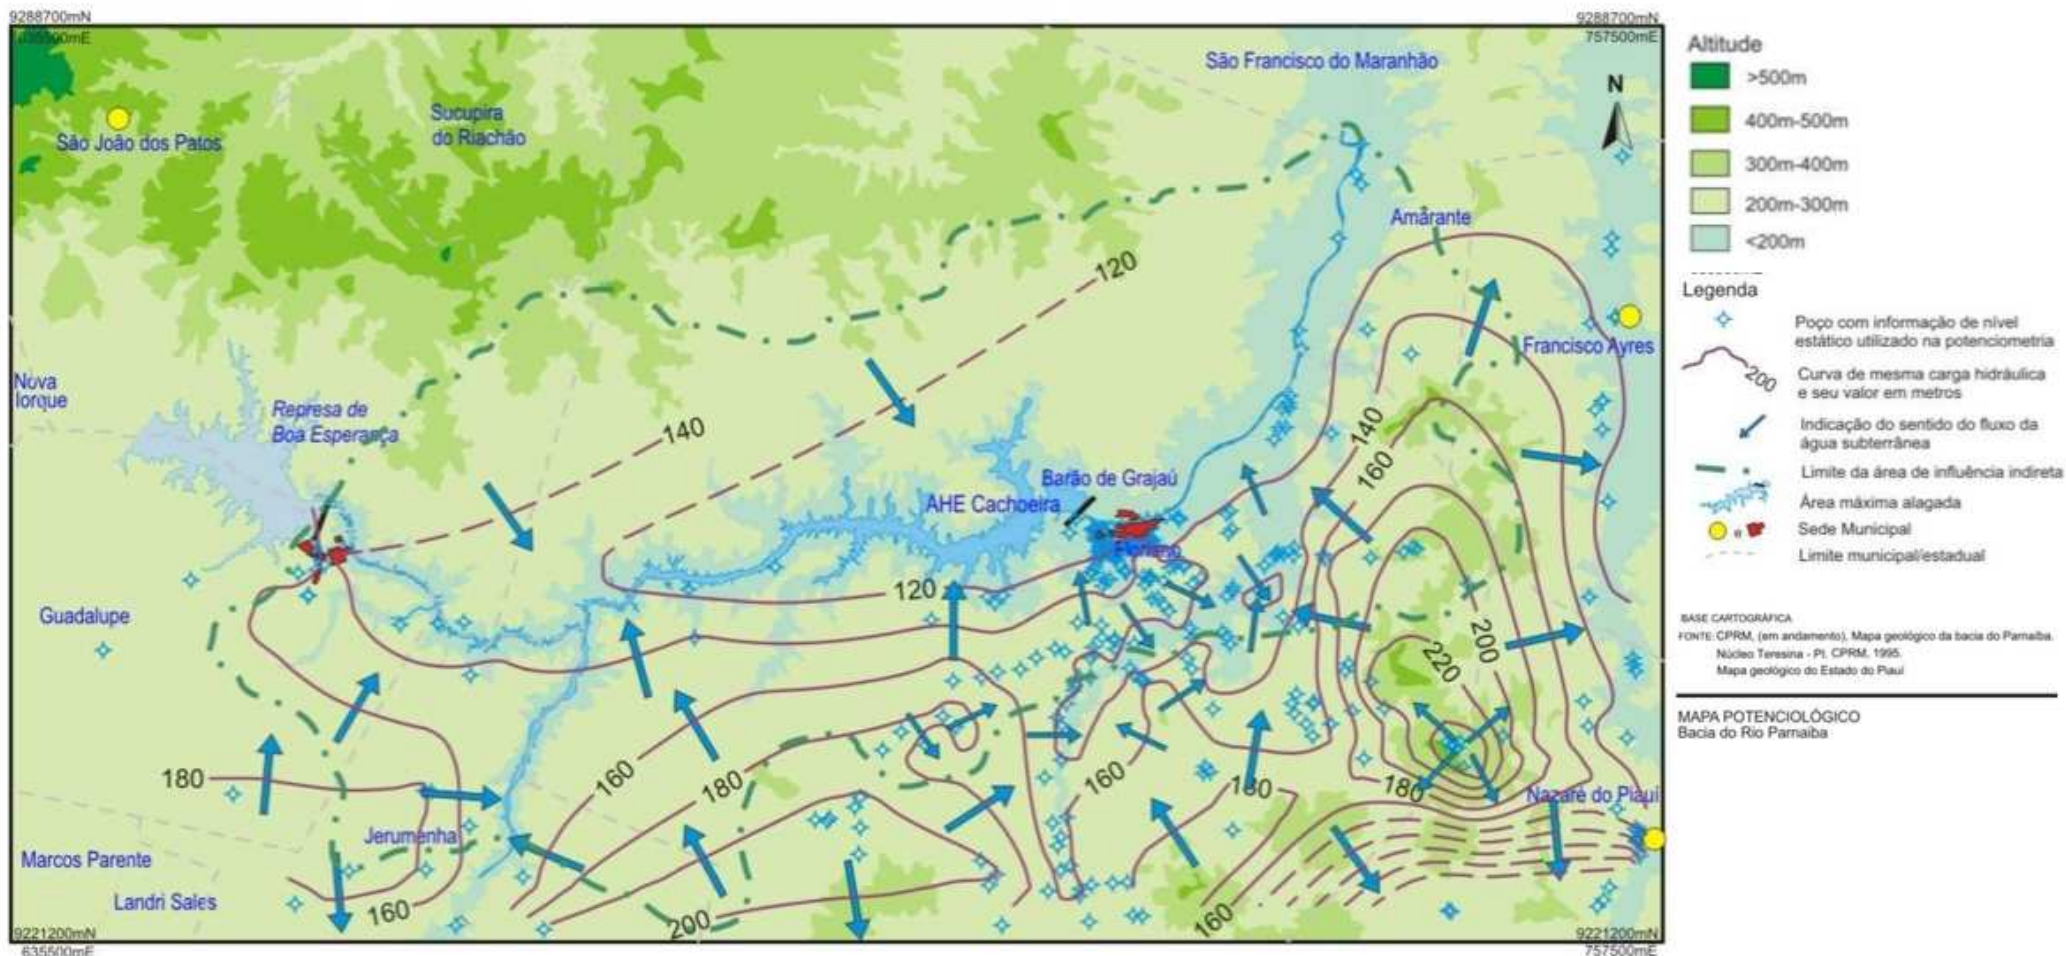 9288700mN
9288700mN
757500mE
São Francisco do Maranhão
N
Sucupira
do Riachão
São João dos Patos
Amarante
120
Francisco Ayres
Nova
Iorque
Represa de
Boa Esperança
140
140
160
Barão de Grajaú
AHE Cachoeira
Floriano
120
Guadalupe
200
220
180
160
180
160
180
180
Nazaré do Piauí
Jerumenha
Marcos Parente
Landri Sales
160
200
160
9221200mN
635500mE
9221200mN
757500mE
Altitude
>500m
400m-500m
300m-400m
200m-300m
<200m
Legenda
Poço com informação de nível
estático utilizado na potenciometria
200
Curva de mesma carga hidráulica
e seu valor em metros
Indicação do sentido do fluxo da
água subterrânea
Limite da área de influência indireta
Área máxima alagada
e
Sede Municipal
Limite municipal/estadual
BASE CARTOGRÁFICA
FONTE: CPRM, (em andamento), Mapa geológico da bacia do Parnaíba.
Núcleo Teresina - PI. CPRM, 1995.
Mapa geológico do Estado do Piauí
MAPA POTENCIOLÓGICO
Bacia do Rio Parnaíba